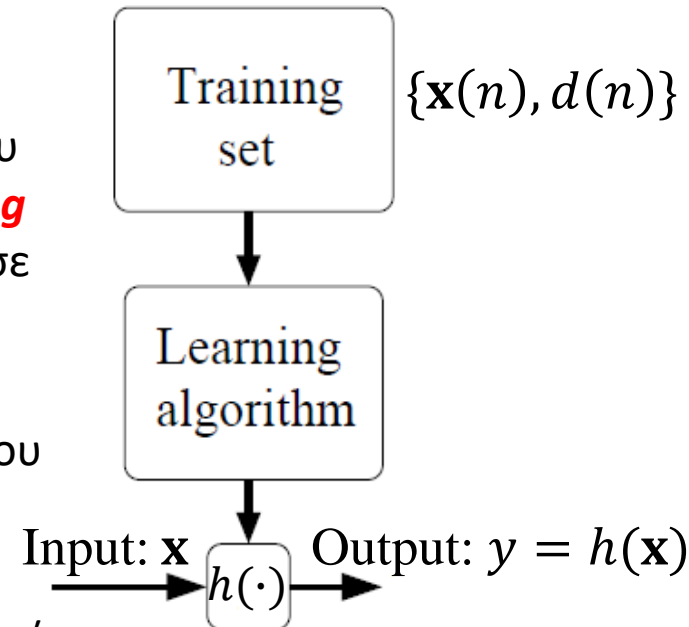 Training
set
{𝐱(𝑛), 𝑑(𝑛)}
Learning
algorithm
Input: 𝐱
ℎ(·)
Output: 𝑦 = ℎ(𝐱)